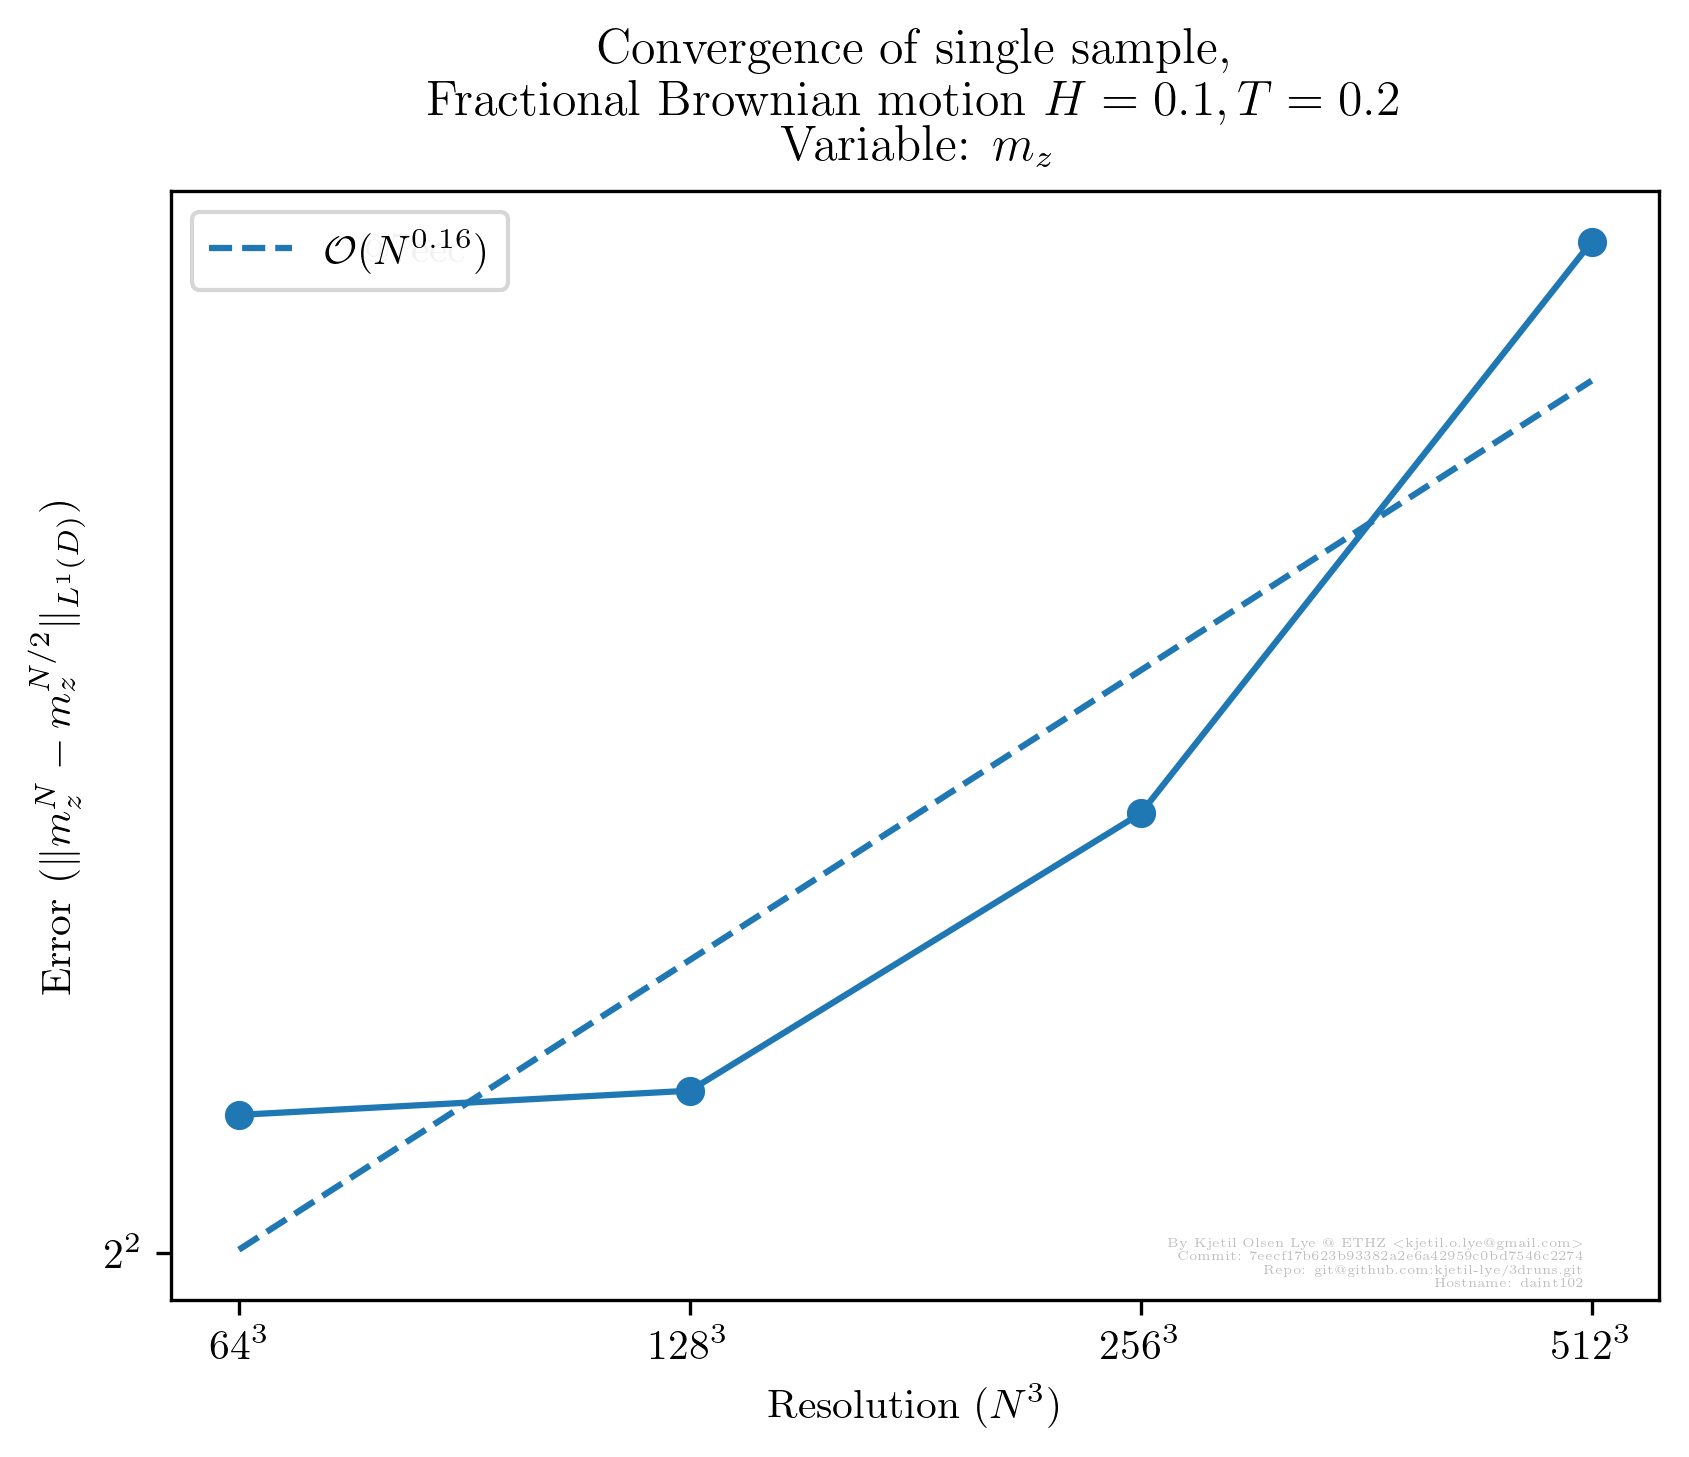 Convergence of single sample,
Fractional Brownian motion $H = 0.1, T = 0.2$
Variable: $m_z$
$\mathcal{O}(N^{0.16})$
Error ($\|m_z^N - m_z^{N/2}\|_{L^1(D)}$)
$2^2$
By Kjetil Olsen Lye @ ETHZ <kjetil.o.lye@gmail.com>
Commit: 7eecf17b623b93382a2e6a42959c0bd7546c2274
Repo: git@github.com:kjetil-lye/3druns.git
Hostname: daint102
$64^3$ $128^3$ $256^3$ $512^3$
Resolution ($N^3$)